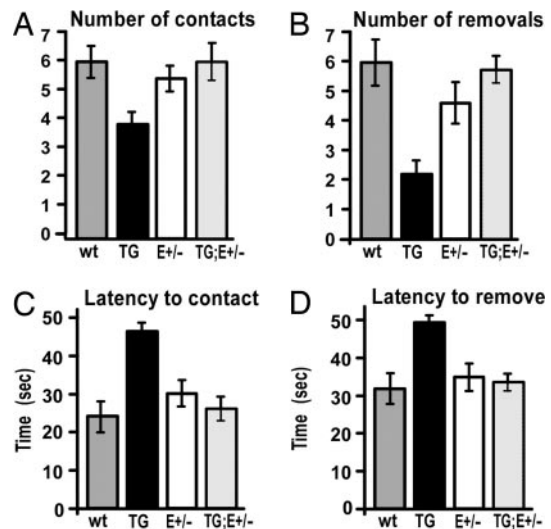 A Number of contacts
7
6
5
4
3
2
1
0
wt TG E+/- TG;E+/-
B Number of removals
7
6
5
4
3
2
1
0
wt TG E+/- TG;E+/-
C Latency to contact
Time (sec)
50
40
30
20
10
0
wt TG E+/- TG;E+/-
D Latency to remove
Time (sec)
50
40
30
20
10
0
wt TG E+/- TG;E+/-